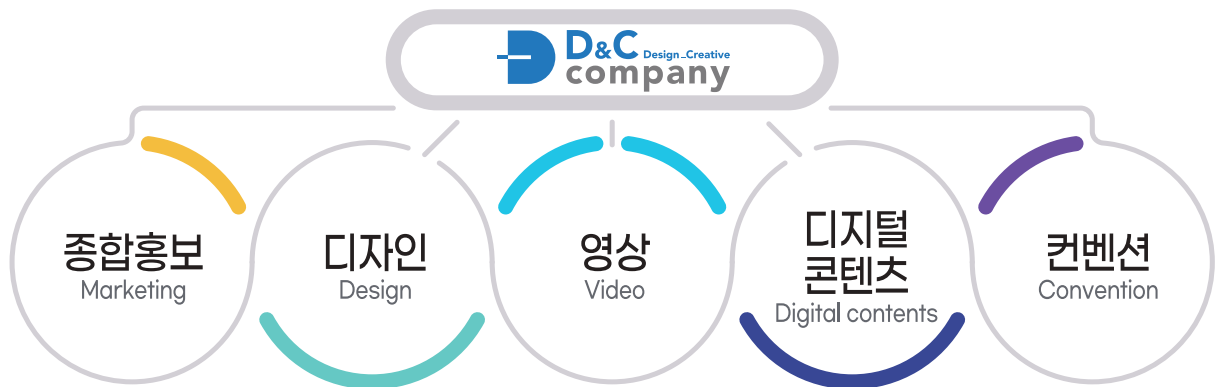 D&C Design_Creative
company
종합홍보
Marketing
디자인
Design
영상
Video
디지털
콘텐츠
Digital contents
컨벤션
Convention